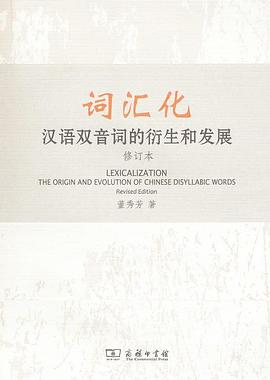 词汇化
汉语双音词的衍生和发展
修订本
LEXICALIZATION
THE ORIGIN AND EVOLUTION OF CHINESE DISYLLABIC WORDS
Revised Edition
董秀芳 著
商务印书馆
The Commercial Press